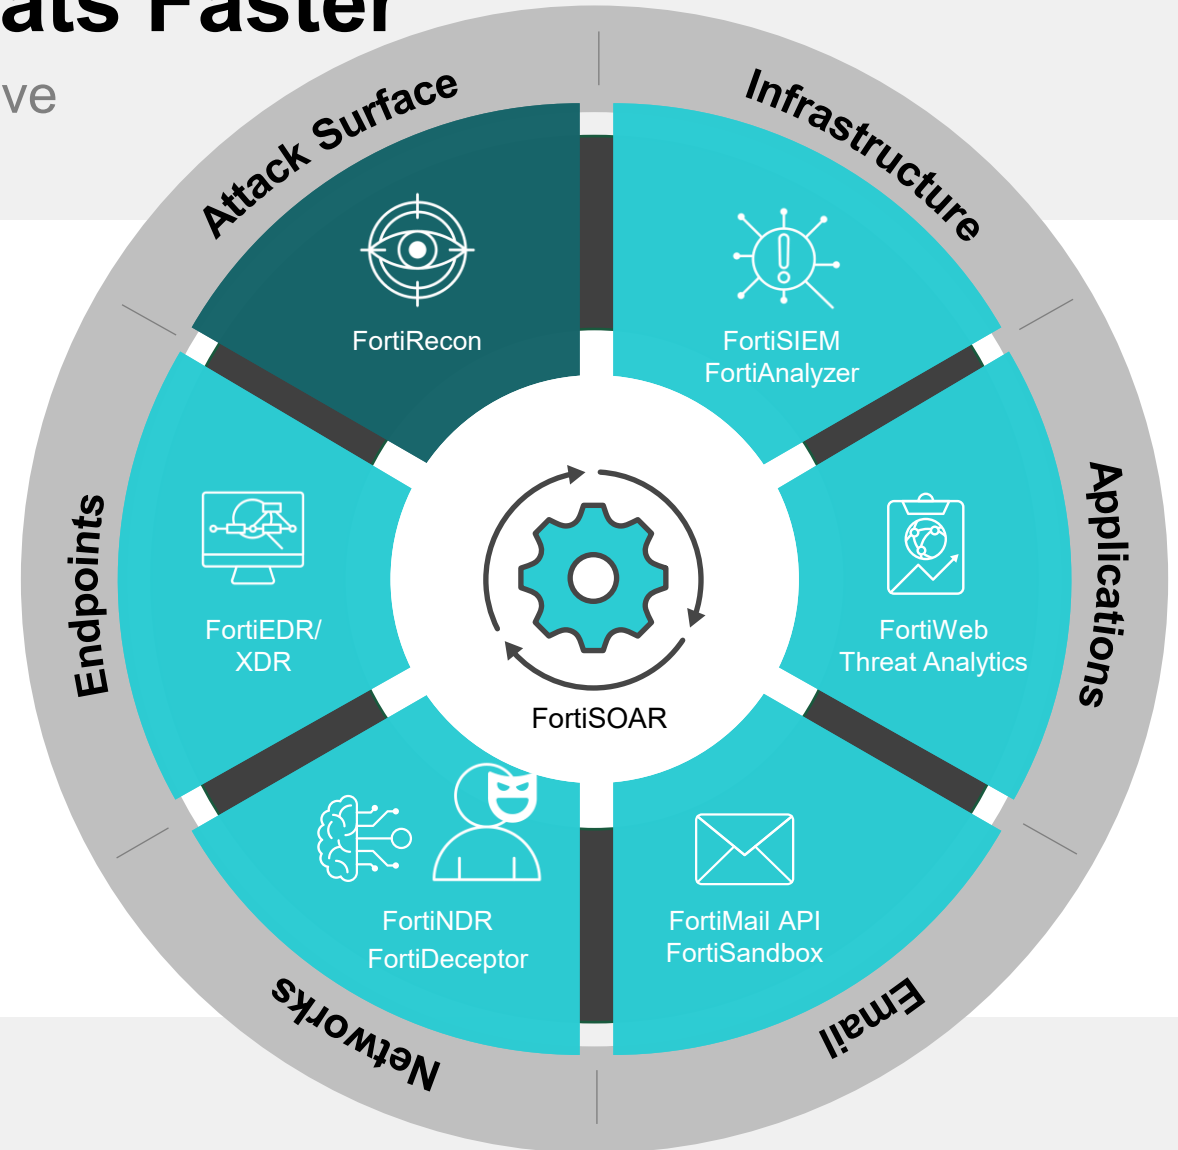 ats Faster
ve
Attack Surface
Infrastructure
Applications
Email
Networks
Endpoints
FortiRecon
FortiSIEM
FortiAnalyzer
FortiWeb
Threat Analytics
FortiMail API
FortiSandbox
FortiNDR
FortiDeceptor
FortiEDR/
XDR
FortiSOAR